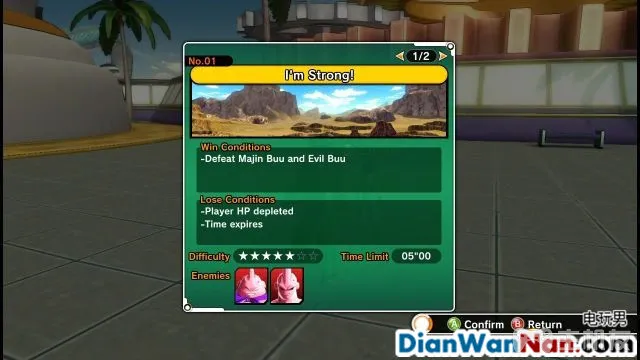 No.01
1/2
I'm Strong!
Win Conditions
-Defeat Majin Buu and Evil Buu
Lose Conditions
-Player HP depleted
-Time expires
Difficulty ★★★★★☆☆ Time Limit 05"00
Enemies
电玩男
A Confirm B Return
DianWanNan.com